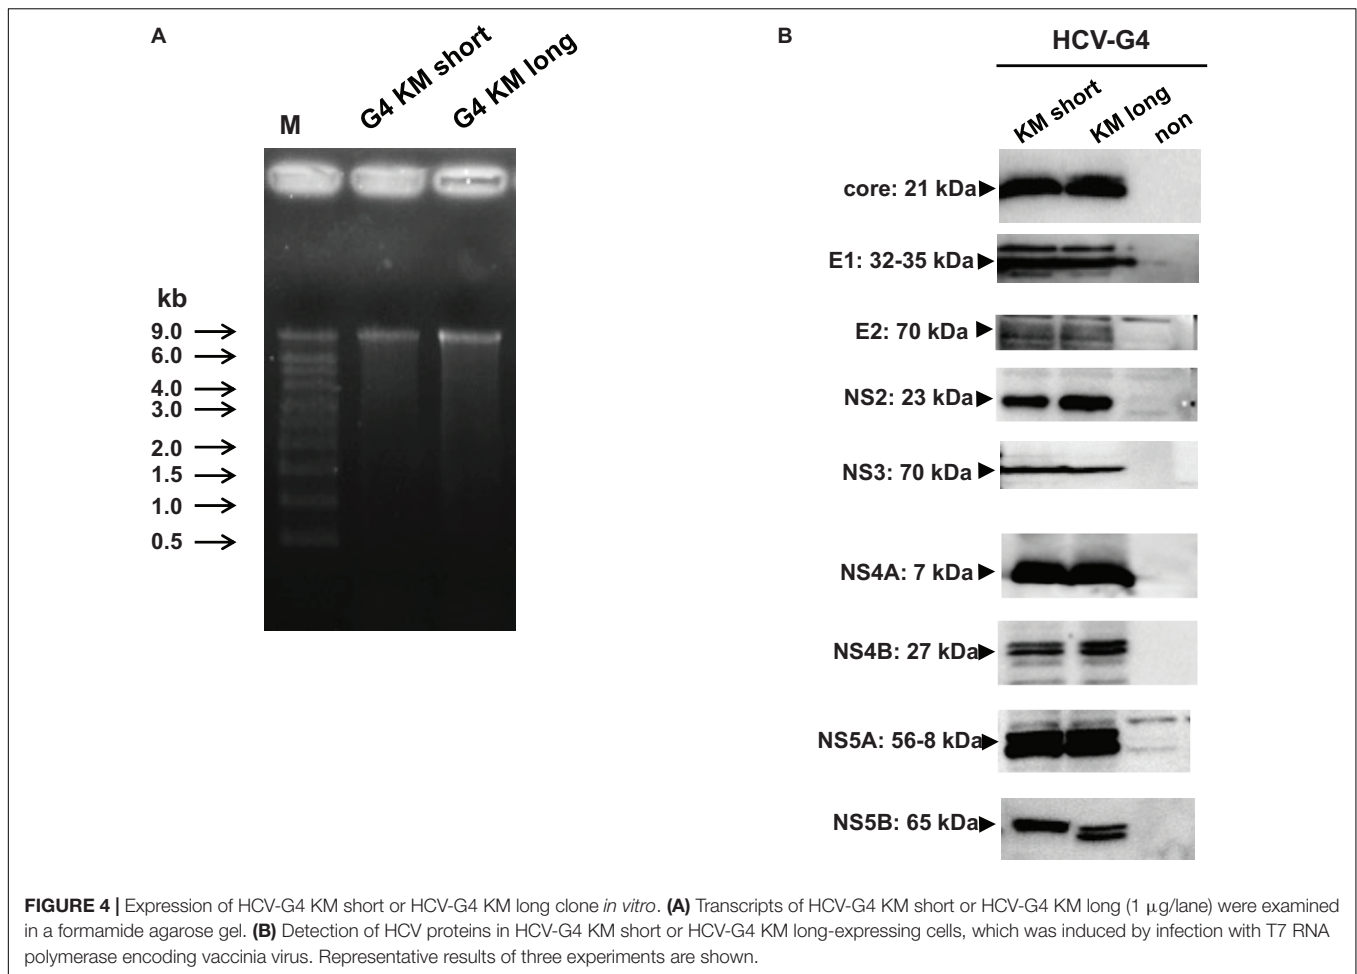 A
G4 KM short
G4 KM long
M
kb
9.0
6.0
4.0
3.0
2.0
1.5
1.0
0.5
B
HCV-G4
KM short
KM long
non
core: 21 kDa
E1: 32-35 kDa
E2: 70 kDa
NS2: 23 kDa
NS3: 70 kDa
NS4A: 7 kDa
NS4B: 27 kDa
NS5A: 56-8 kDa
NS5B: 65 kDa
FIGURE 4 | Expression of HCV-G4 KM short or HCV-G4 KM long clone in vitro. (A) Transcripts of HCV-G4 KM short or HCV-G4 KM long (1 μg/lane) were examined
in a formamide agarose gel. (B) Detection of HCV proteins in HCV-G4 KM short or HCV-G4 KM long-expressing cells, which was induced by infection with T7 RNA
polymerase encoding vaccinia virus. Representative results of three experiments are shown.